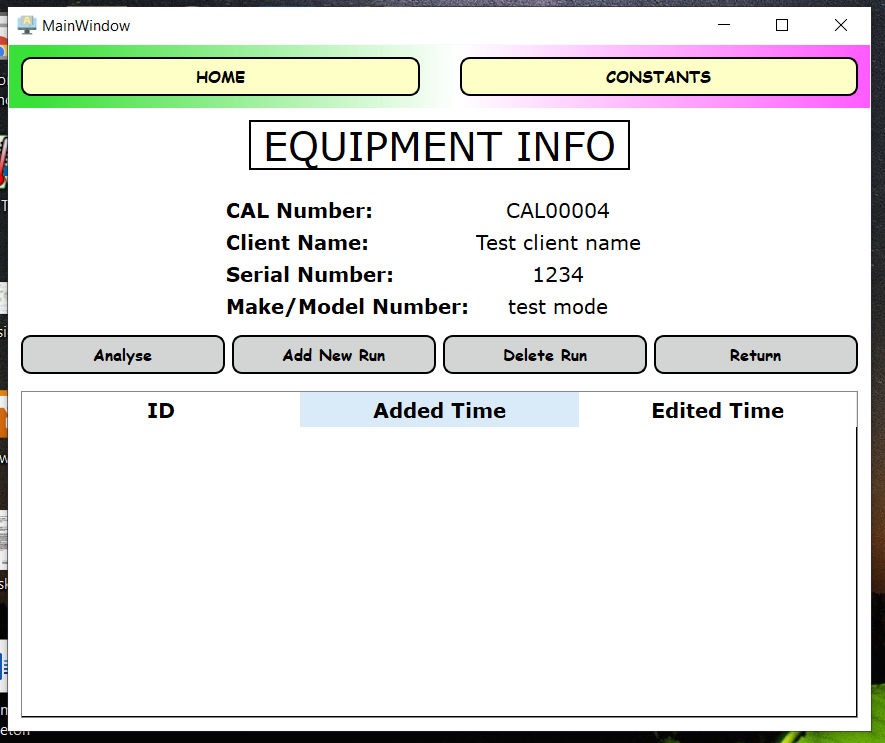 MainWindow
HOME CONSTANTS
EQUIPMENT INFO
CAL Number: CAL00004
Client Name: Test client name
Serial Number: 1234
Make/Model Number: test mode
Analyse Add New Run Delete Run Return
ID Added Time Edited Time